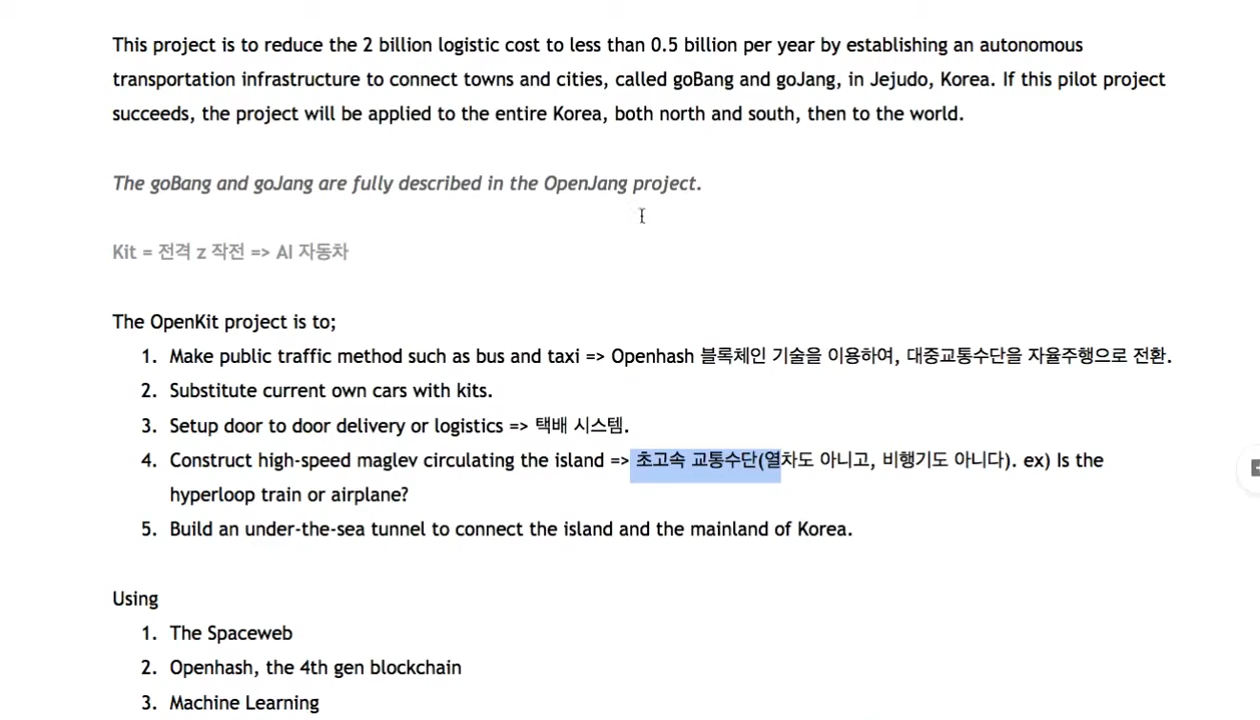 This project is to reduce the 2 billion logistic cost to less than 0.5 billion per year by establishing an autonomous
transportation infrastructure to connect towns and cities, called goBang and goJang, in Jejudo, Korea. If this pilot project
succeeds, the project will be applied to the entire Korea, both north and south, then to the world.
The goBang and goJang are fully described in the OpenJang project.
Kit = 전격 z 작전 => AI 자동차
The OpenKit project is to;
1. Make public traffic method such as bus and taxi => Openhash 블록체인 기술을 이용하여, 대중교통수단을 자율주행으로 전환.
2. Substitute current own cars with kits.
3. Setup door to door delivery or logistics => 택배 시스템.
4. Construct high-speed maglev circulating the island => 초고속 교통수단(열차도 아니고, 비행기도 아니다). ex) Is the
hyperloop train or airplane?
5. Build an under-the-sea tunnel to connect the island and the mainland of Korea.
Using
1. The Spaceweb
2. Openhash, the 4th gen blockchain
3. Machine Learning